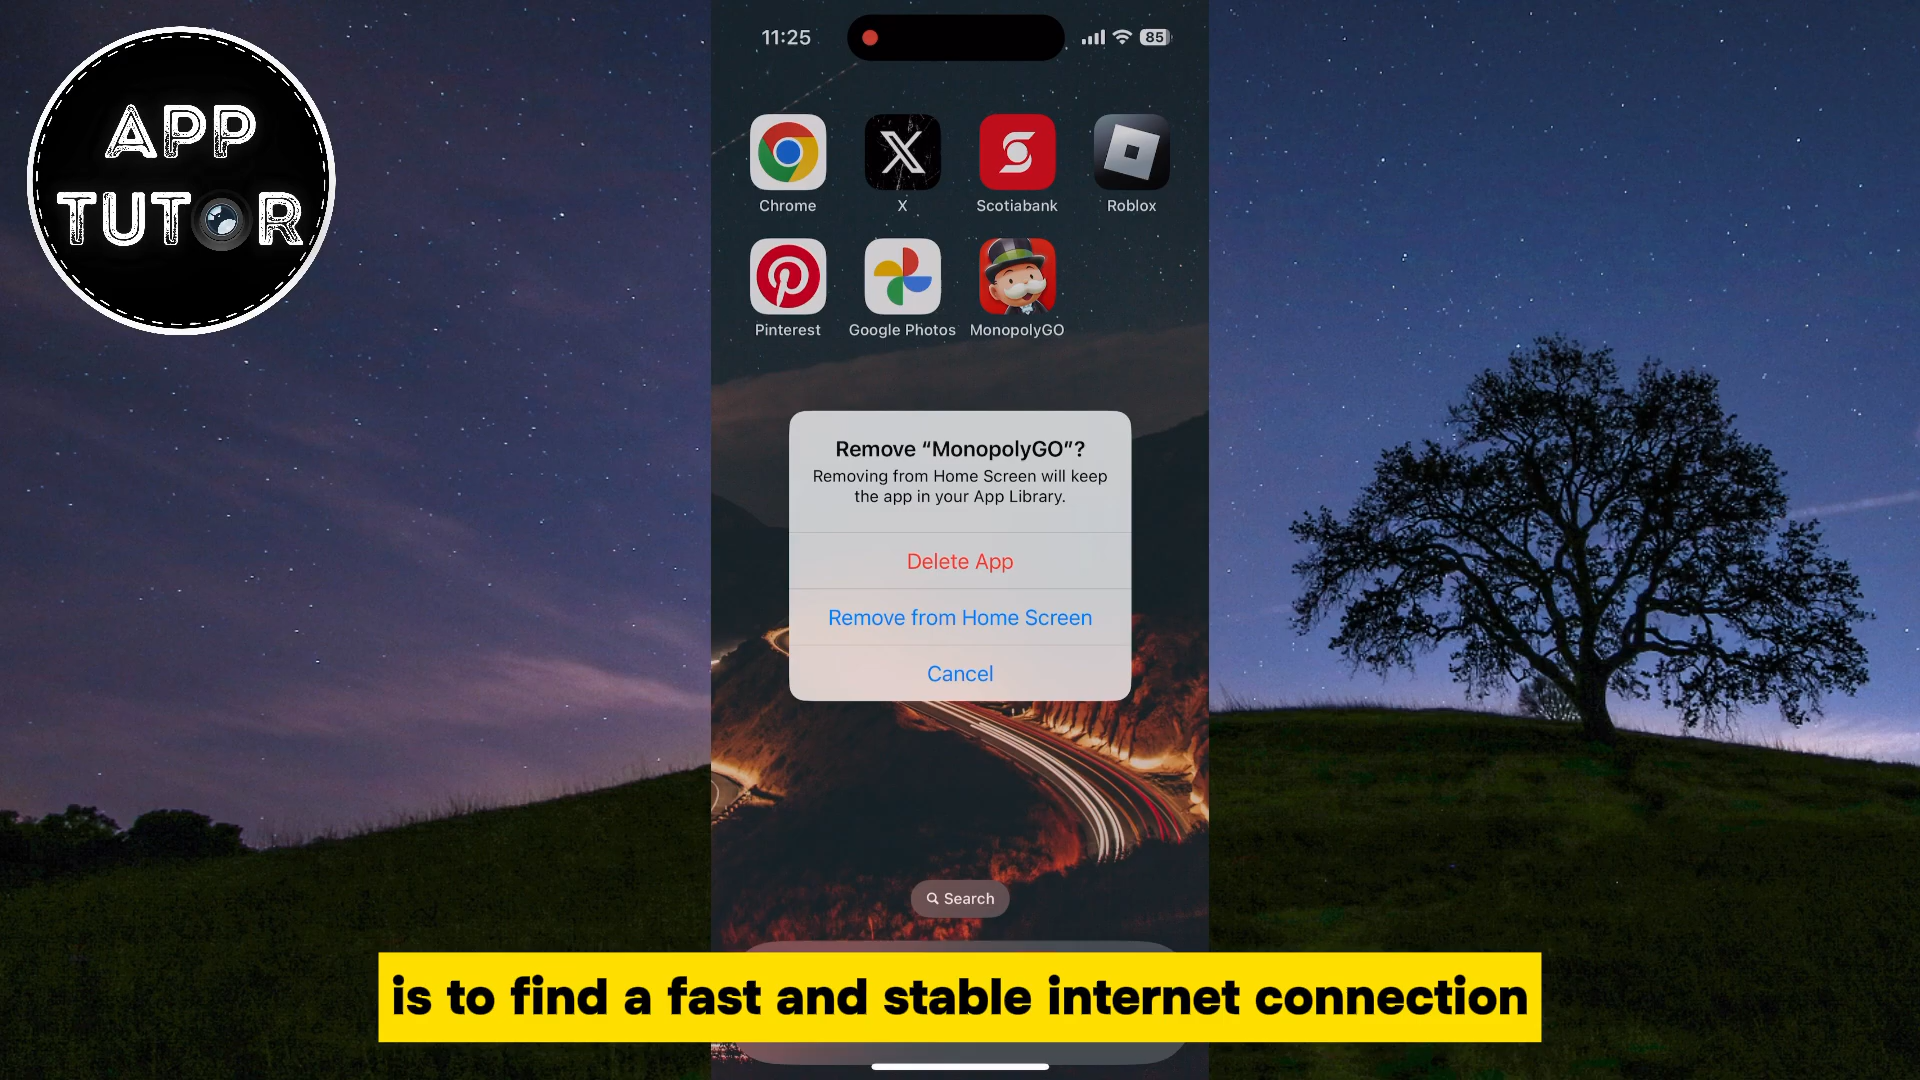 APP
TUTOR
11:25
85
Chrome
X
Scotiabank
Roblox
Pinterest
Google Photos
MonopolyGO
Remove “MonopolyGO”?
Removing from Home Screen will keep
the app in your App Library.
Delete App
Remove from Home Screen
Cancel
Search
is to find a fast and stable internet connection